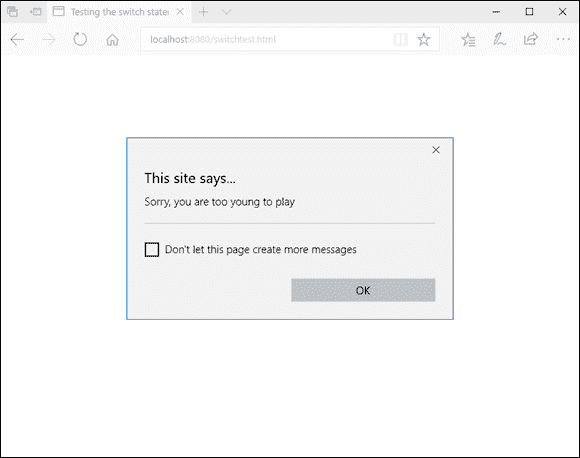 Testing the switch state
localhost:8080/switchtest.html
This site says...
Sorry, you are too young to play
Don't let this page create more messages
OK